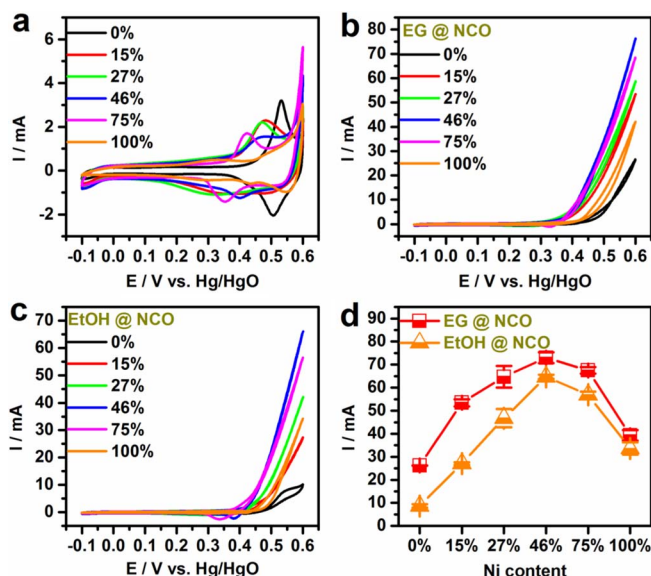 a
0%
15%
27%
46%
75%
100%
I / mA
6
4
2
0
-2
-0.1 0.0 0.1 0.2 0.3 0.4 0.5 0.6
E / V vs. Hg/HgO
b
EG @ NCO
0%
15%
27%
46%
75%
100%
I / mA
80
70
60
50
40
30
20
10
0
-0.1 0.0 0.1 0.2 0.3 0.4 0.5 0.6
E / V vs. Hg/HgO
c
EtOH @ NCO
0%
15%
27%
46%
75%
100%
I / mA
70
60
50
40
30
20
10
0
-0.1 0.0 0.1 0.2 0.3 0.4 0.5 0.6
E / V vs. Hg/HgO
d
EG @ NCO
EtOH @ NCO
I / mA
90
80
70
60
50
40
30
20
10
0
0% 15% 27% 46% 75% 100%
Ni content